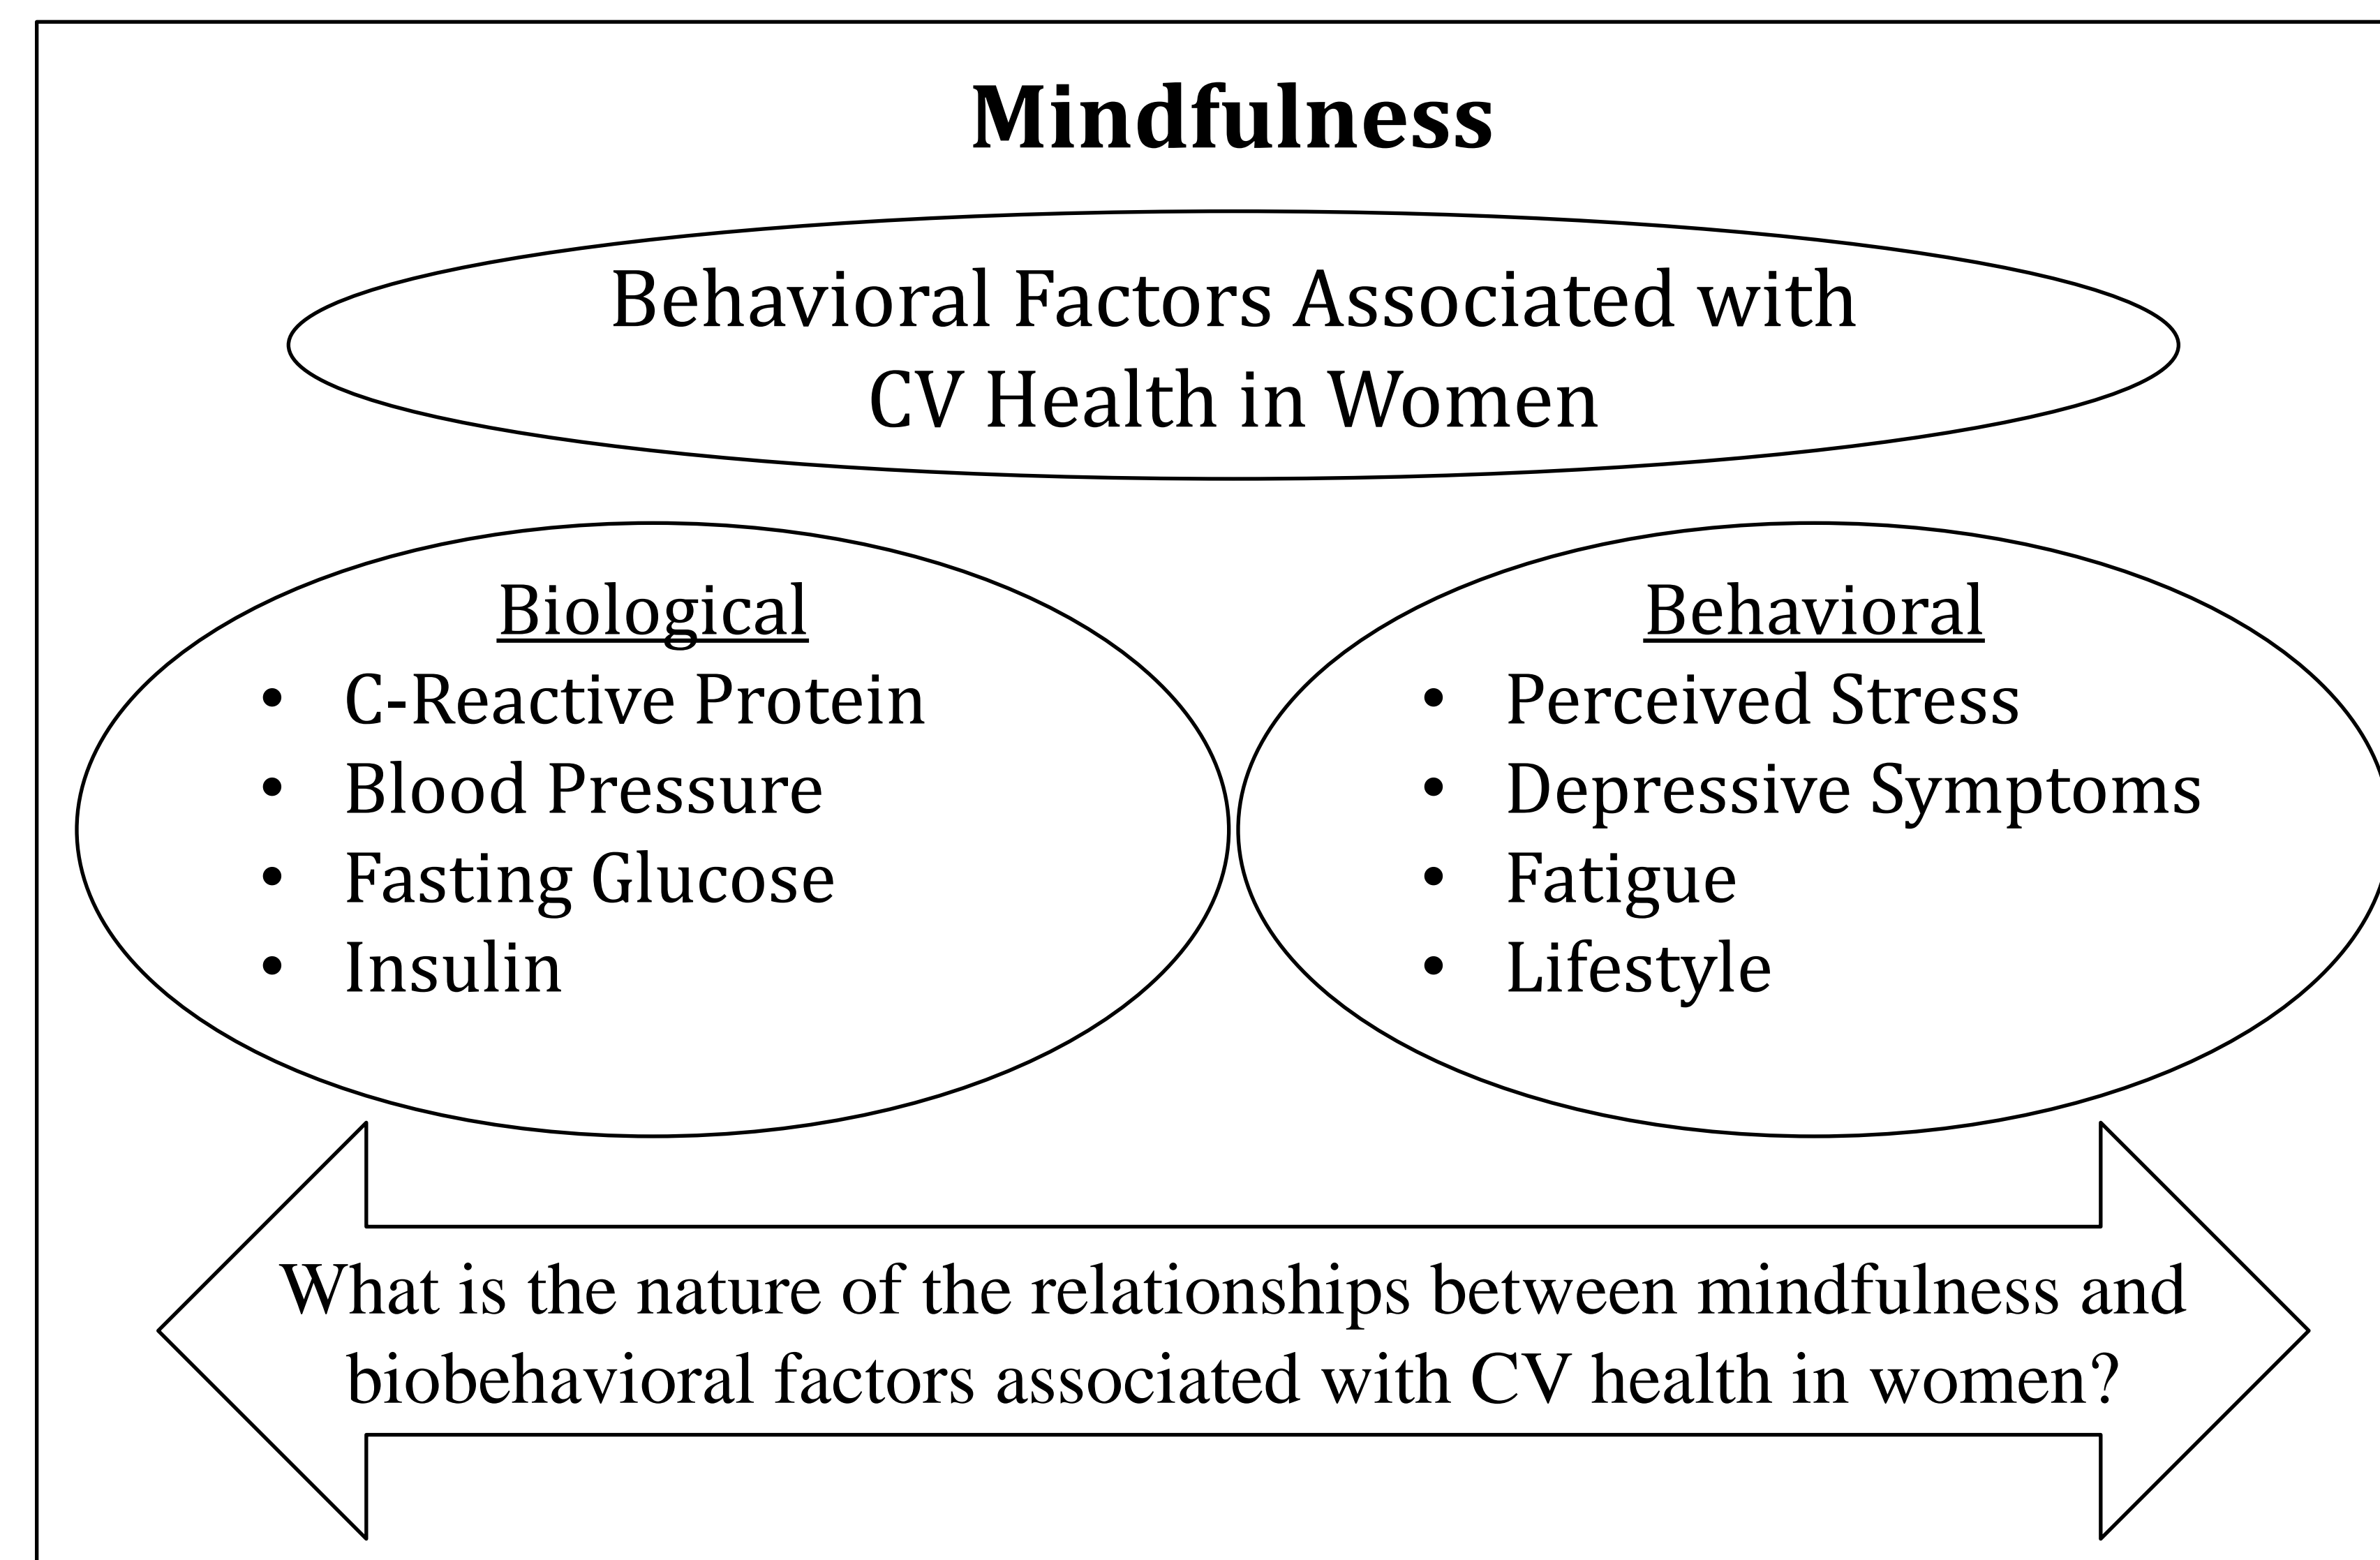 Mindfulness
Behavioral Factors Associated with
CV Health in Women
Biological
• C-Reactive Protein
• Blood Pressure
• Fasting Glucose
• Insulin
Behavioral
• Perceived Stress
• Depressive Symptoms
• Fatigue
• Lifestyle
What is the nature of the relationships between mindfulness and
biobehavioral factors associated with CV health in women?